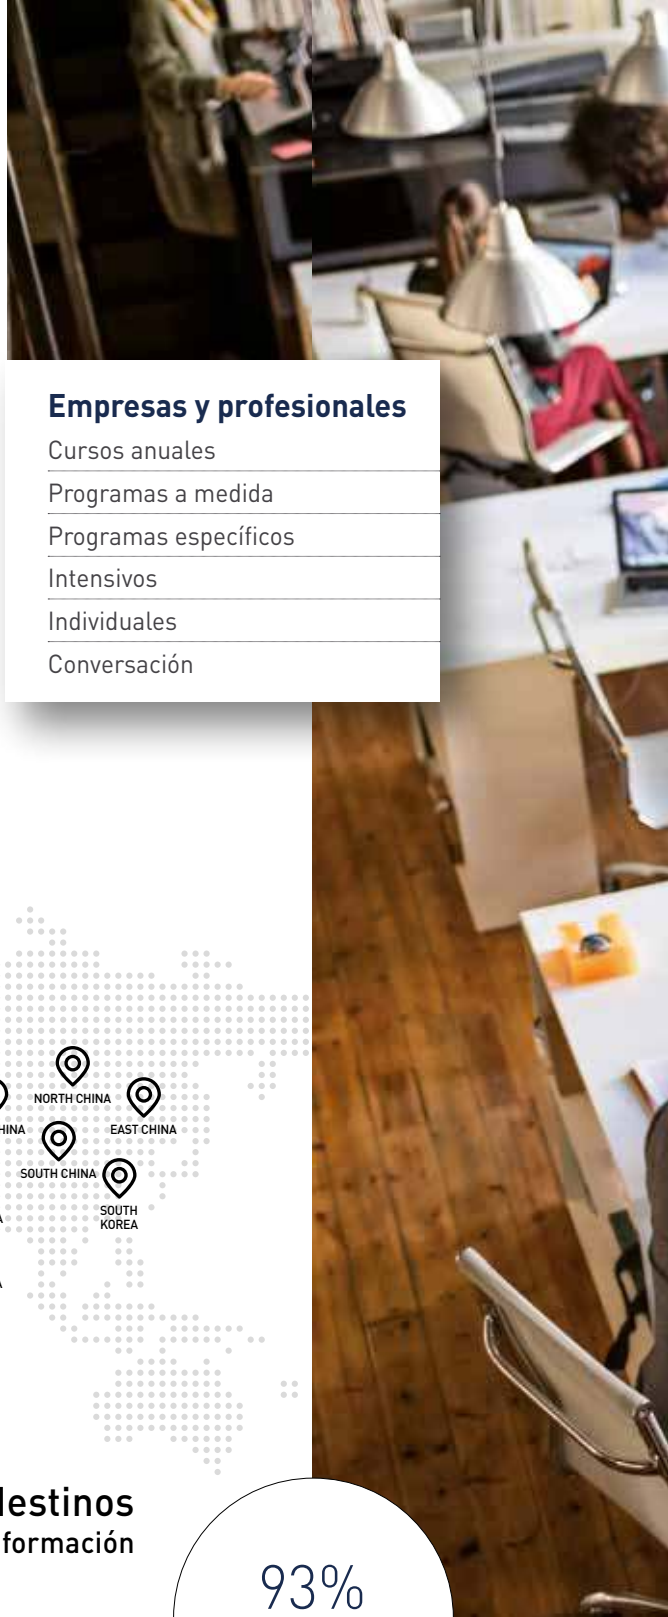 Empresas y profesionales
Cursos anuales
Programas a medida
Programas específicos
Intensivos
Individuales
Conversación
NORTH CHINA
EAST CHINA
SOUTH CHINA
SOUTH
KOREA
formación
93%